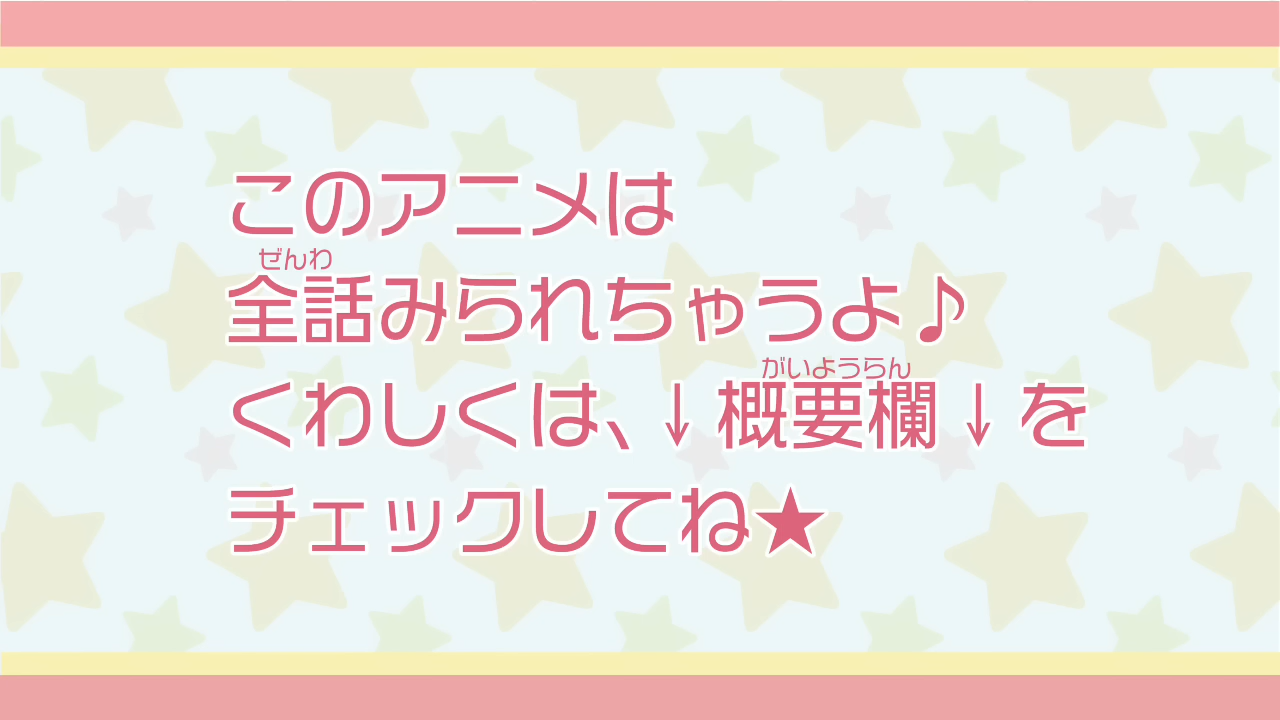 このアニメは
ぜんわ
全話みられちゃうよ♪
がいようらん
くわしくは、↓概要欄↓を
チェックしてね★